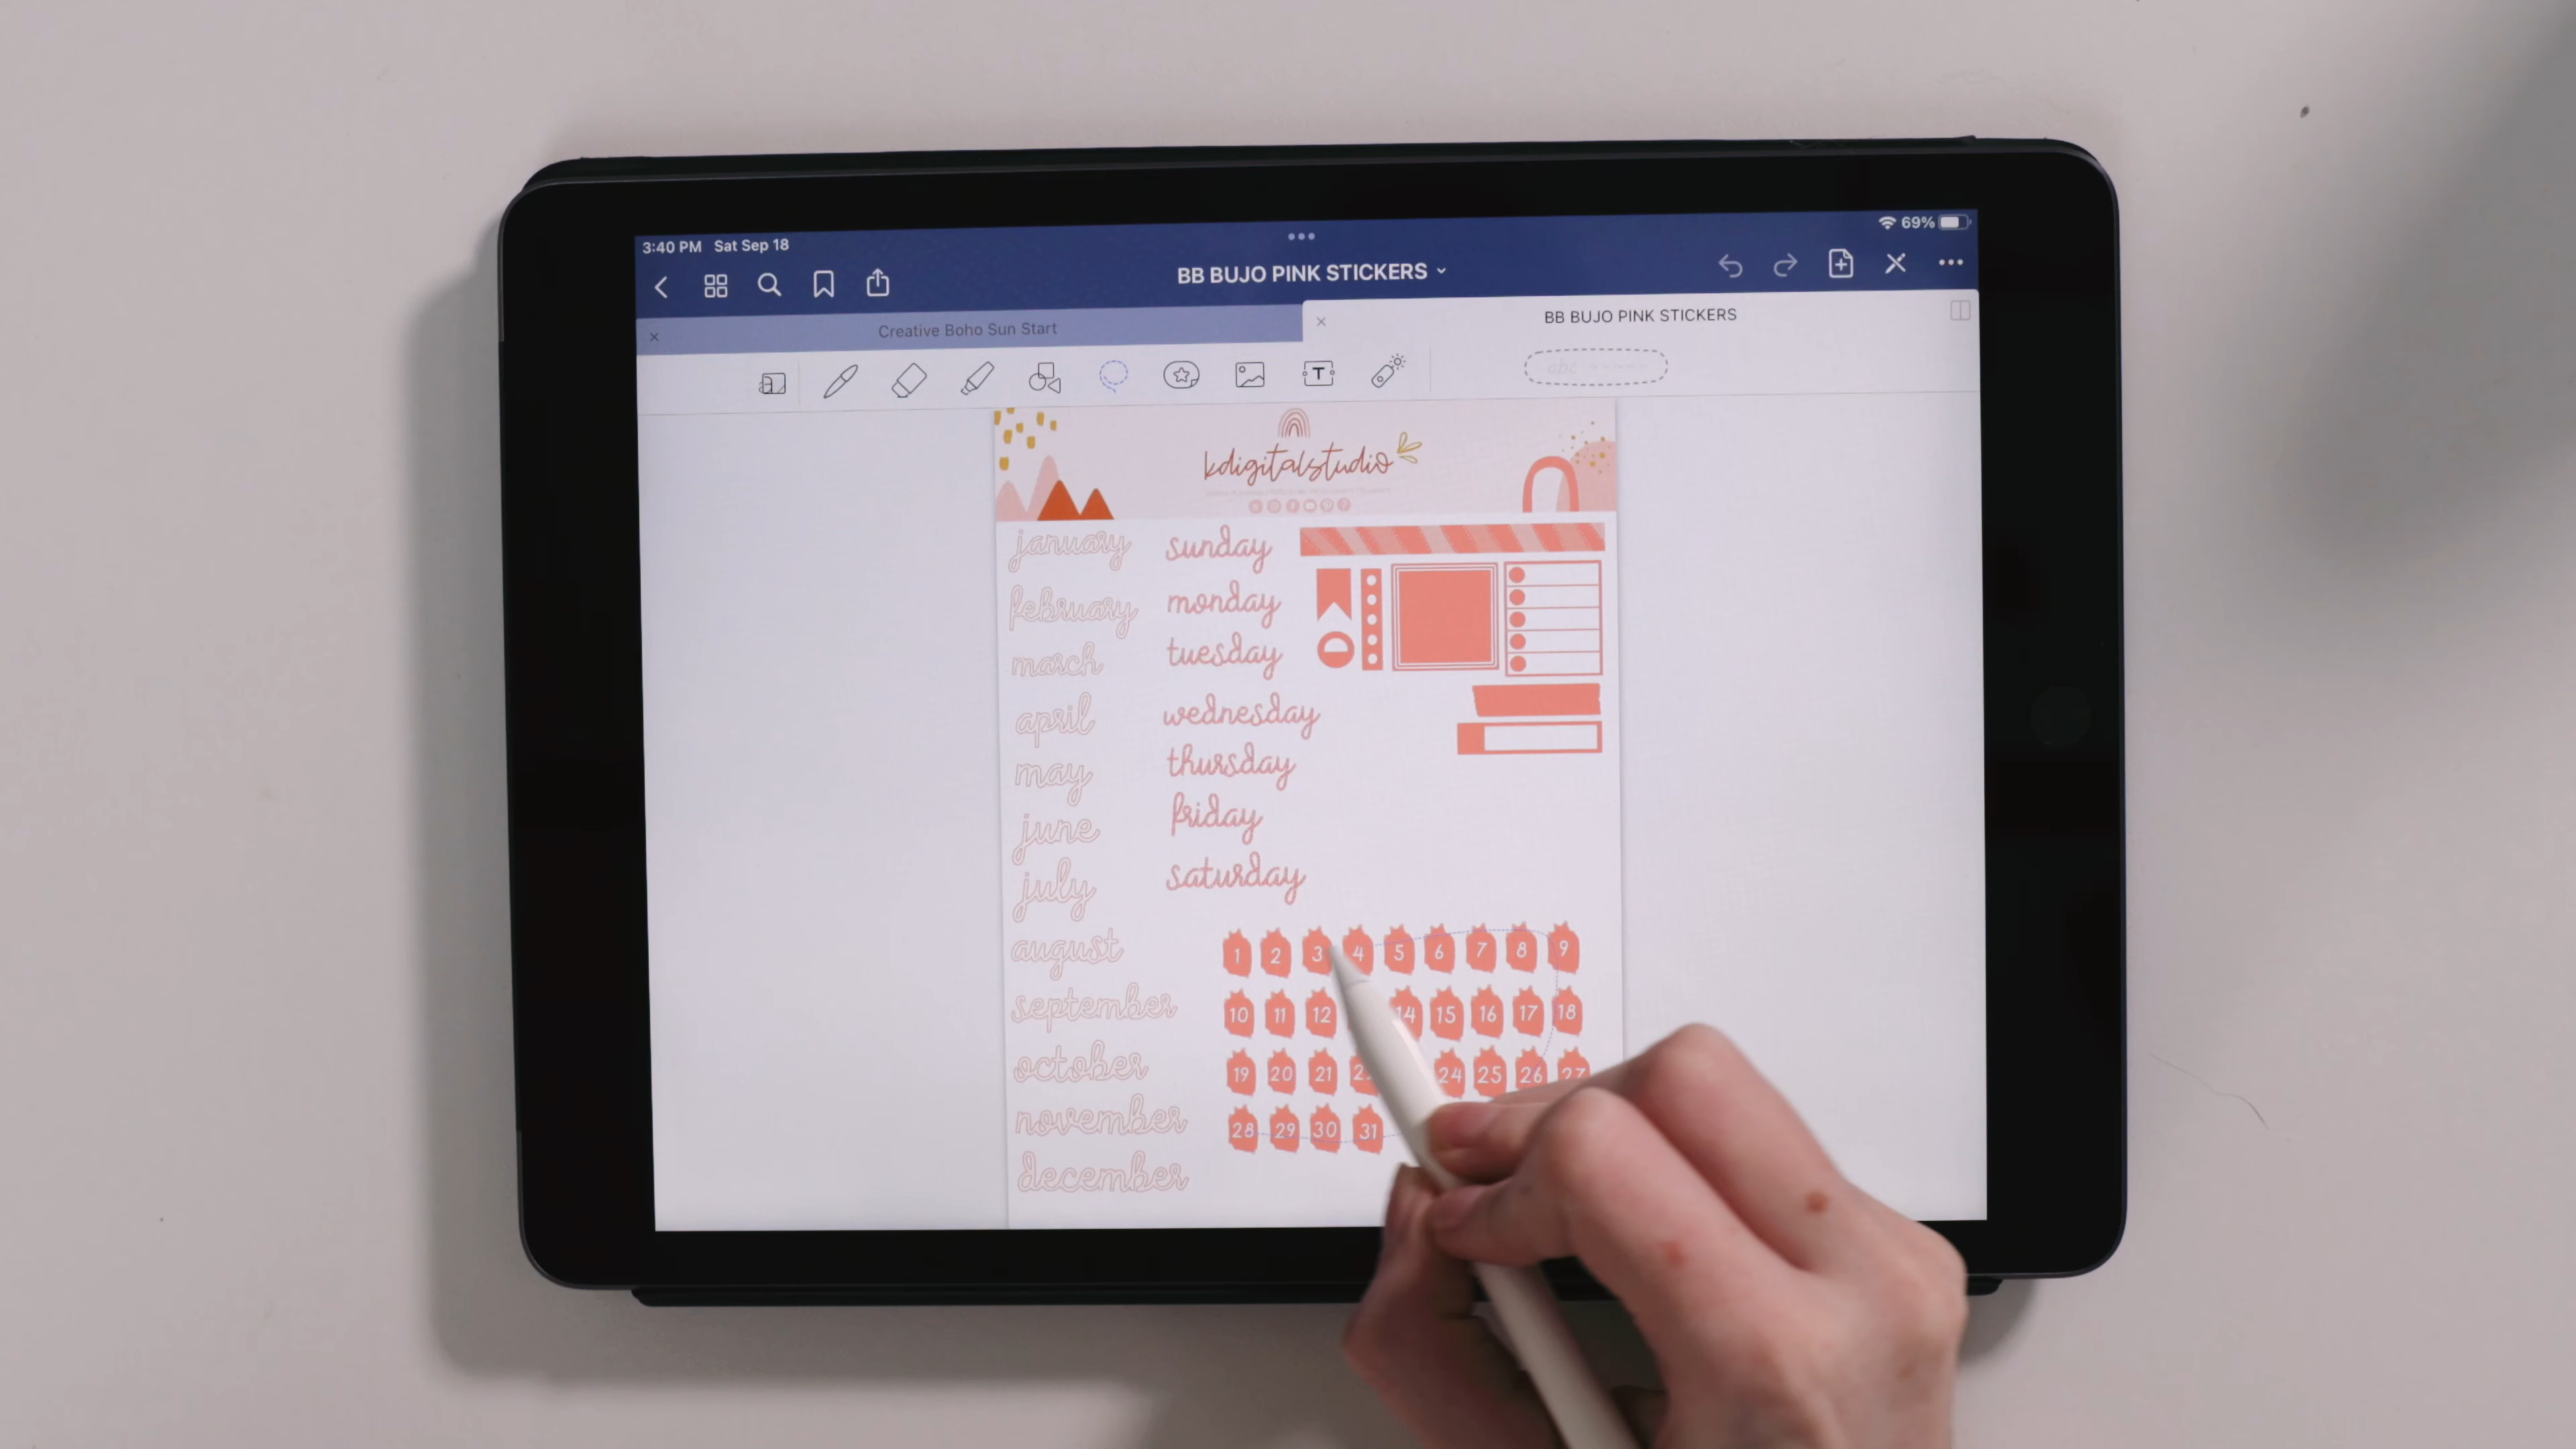 3:40 PM Sat Sep 18
69%
BB BUJO PINK STICKERS
Creative Boho Sun Start
BB BUJO PINK STICKERS
T
kdigitalstudio
january
february
march
april
may
june
july
august
september
october
november
december
sunday
monday
tuesday
wednesday
thursday
friday
saturday
1 2 3 4 5 6 7 8 9
10 11 12 14 15 16 17 18
19 20 21 24 25 26 27
28 29 30 31